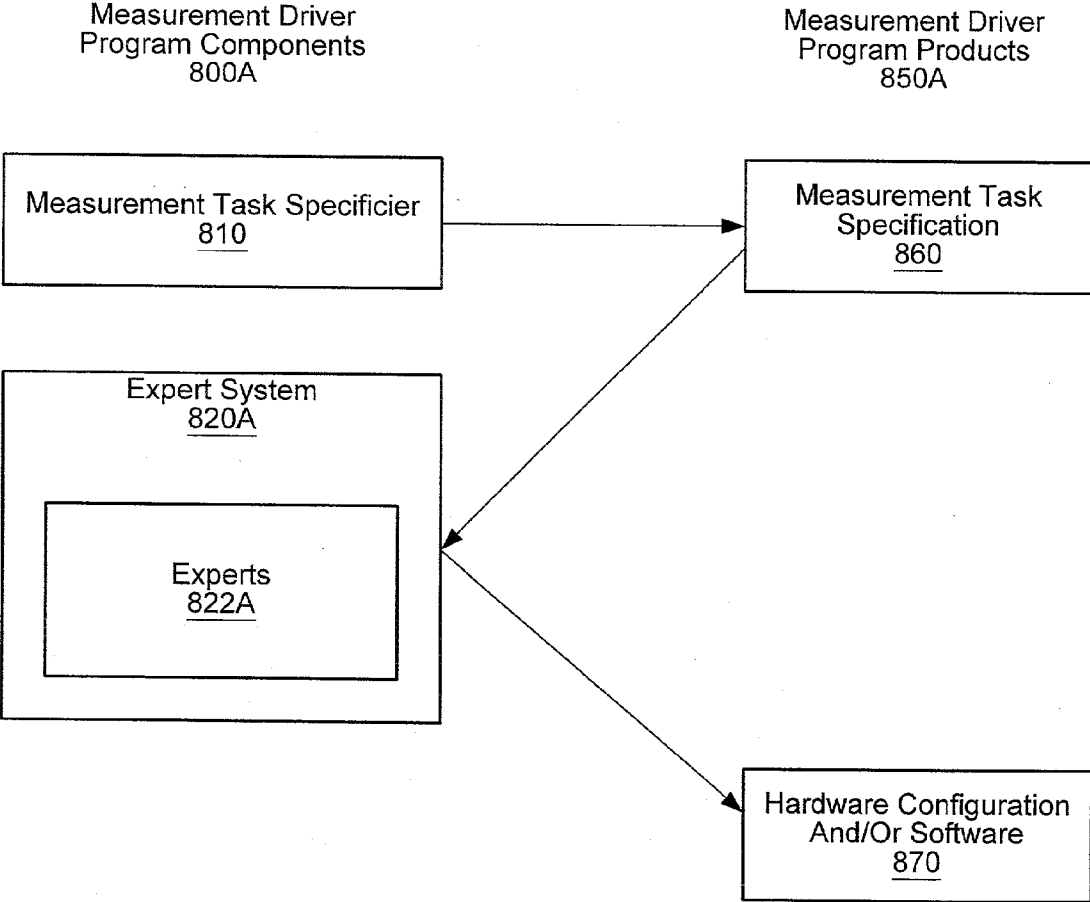 Measurement Driver
Program Components
800A
Measurement Driver
Program Products
850A
Measurement Task Specificier
810
Measurement Task
Specification
860
Expert System
820A
Experts
822A
Hardware Configuration
And/Or Software
870